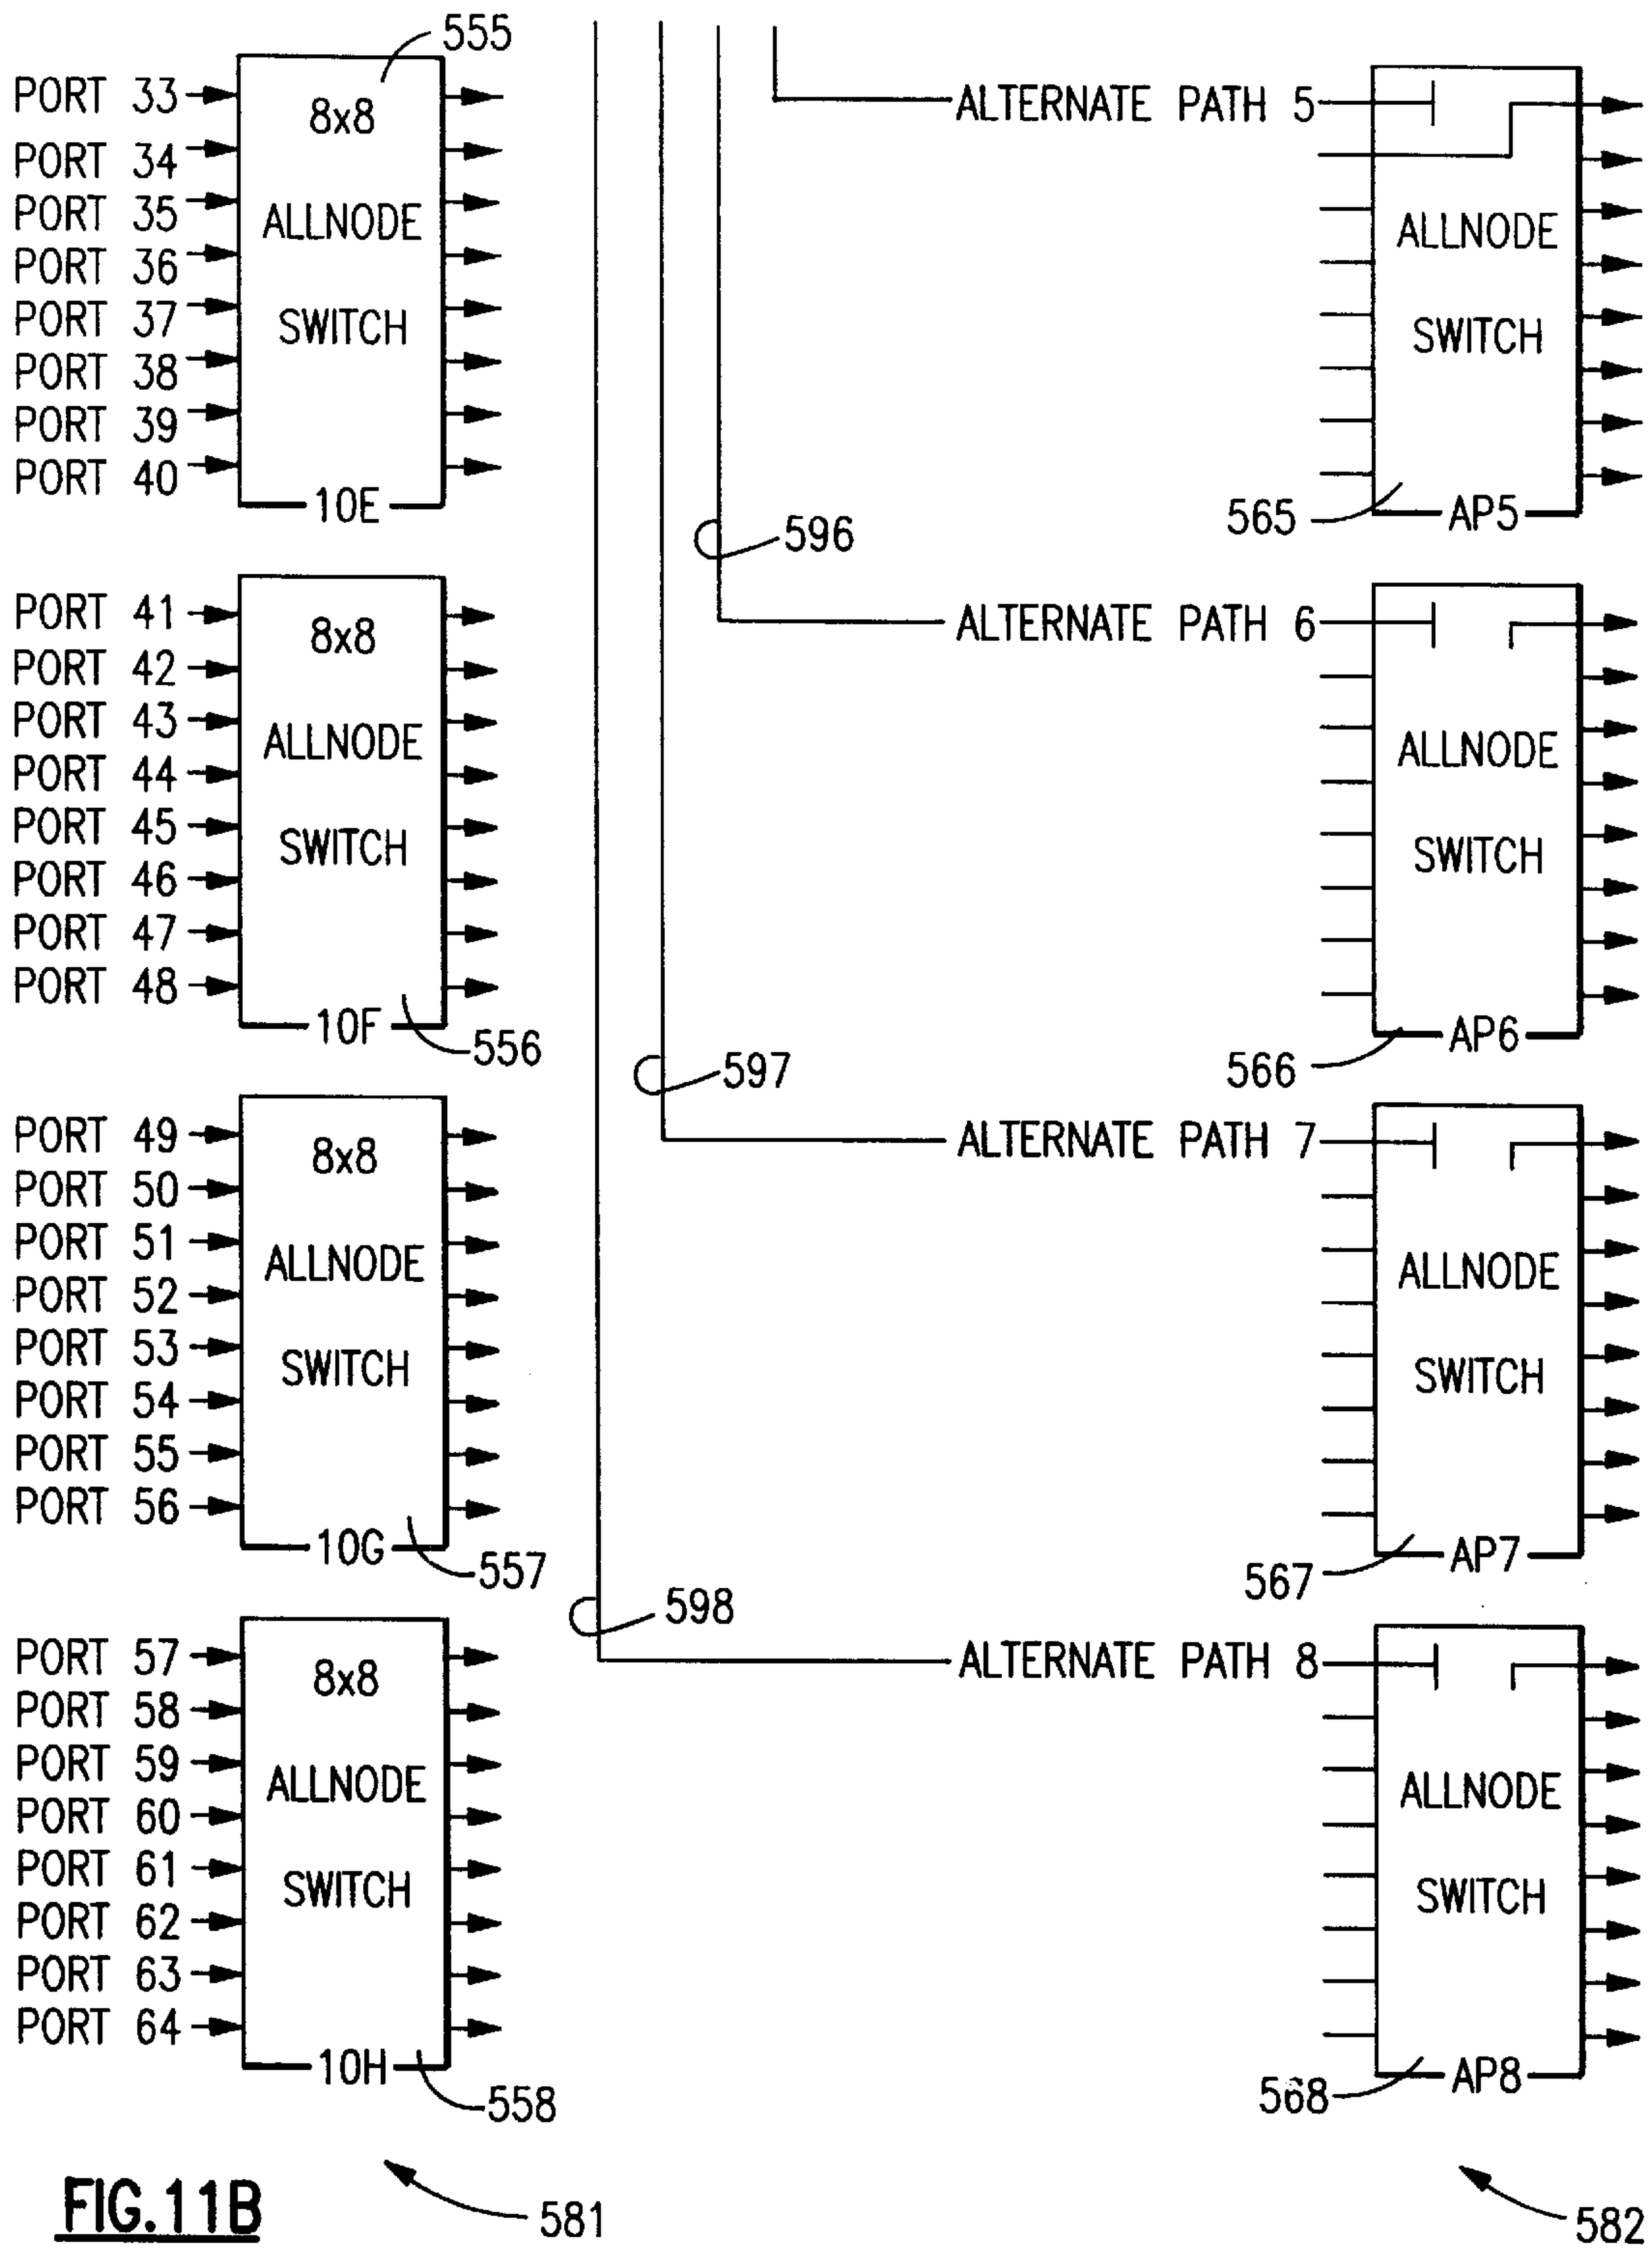 555
PORT 33
PORT 34
PORT 35
PORT 36
PORT 37
PORT 38
PORT 39
PORT 40
8x8
ALLNODE
SWITCH
10E
ALTERNATE PATH 5
ALLNODE
SWITCH
565
AP5
596
PORT 41
PORT 42
PORT 43
PORT 44
PORT 45
PORT 46
PORT 47
PORT 48
8x8
ALLNODE
SWITCH
10F
556
ALTERNATE PATH 6
ALLNODE
SWITCH
566
AP6
597
PORT 49
PORT 50
PORT 51
PORT 52
PORT 53
PORT 54
PORT 55
PORT 56
8x8
ALLNODE
SWITCH
10G
557
ALTERNATE PATH 7
ALLNODE
SWITCH
567
AP7
598
PORT 57
PORT 58
PORT 59
PORT 60
PORT 61
PORT 62
PORT 63
PORT 64
8x8
ALLNODE
SWITCH
10H
558
ALTERNATE PATH 8
ALLNODE
SWITCH
568
AP8
FIG.11B
581
582